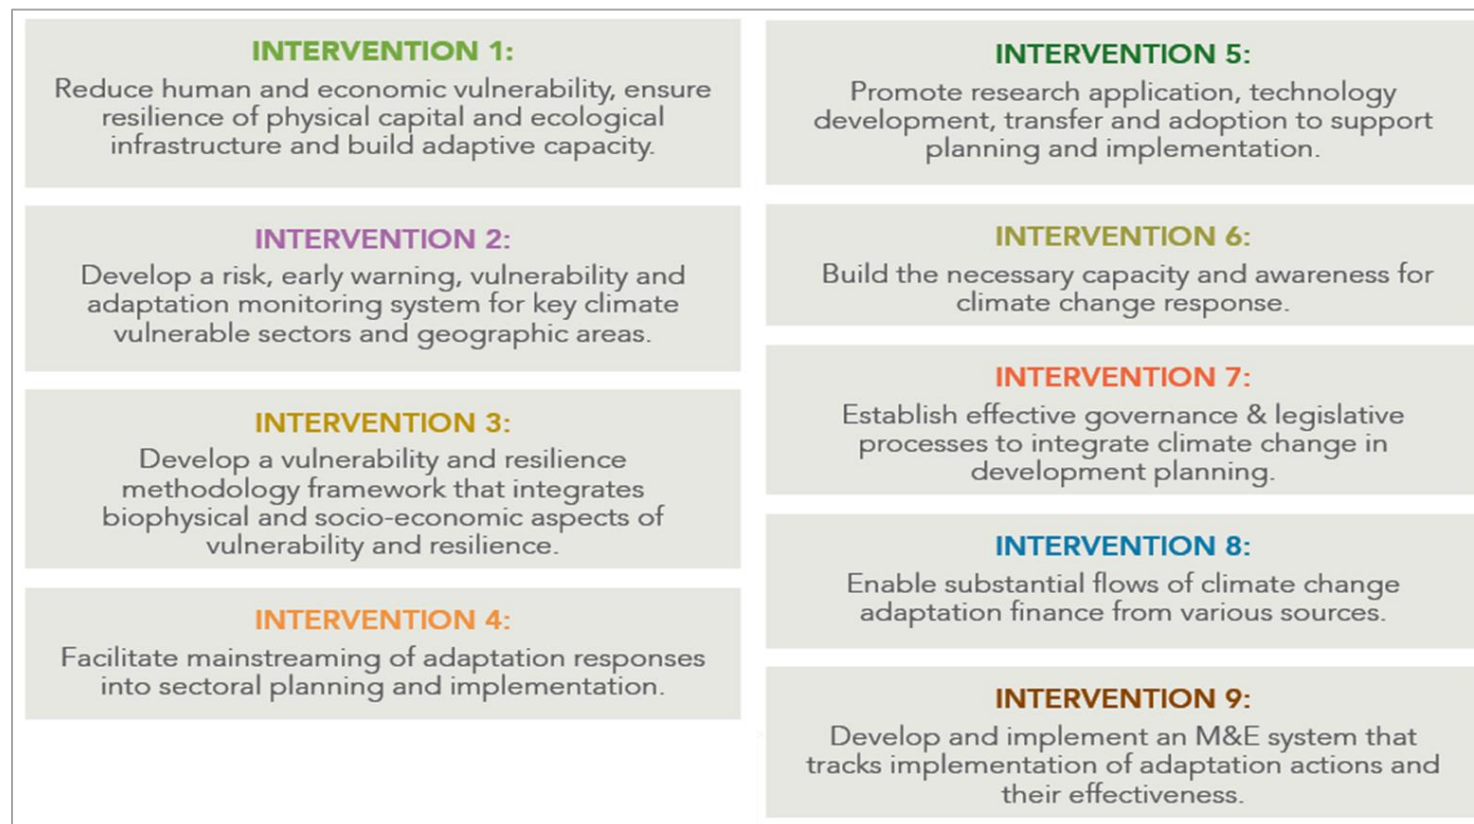 INTERVENTION 1:
Reduce human and economic vulnerability, ensure
resilience of physical capital and ecological
infrastructure and build adaptive capacity.
INTERVENTION 2:
Develop a risk, early warning, vulnerability and
adaptation monitoring system for key climate
vulnerable sectors and geographic areas.
INTERVENTION 3:
Develop a vulnerability and resilience
methodology framework that integrates
biophysical and socio-economic aspects of
vulnerability and resilience.
INTERVENTION 4:
Facilitate mainstreaming of adaptation responses
into sectoral planning and implementation.
INTERVENTION 5:
Promote research application, technology
development, transfer and adoption to support
planning and implementation.
INTERVENTION 6:
Build the necessary capacity and awareness for
climate change response.
INTERVENTION 7:
Establish effective governance & legislative
processes to integrate climate change in
development planning.
INTERVENTION 8:
Enable substantial flows of climate change
adaptation finance from various sources.
INTERVENTION 9:
Develop and implement an M&E system that
tracks implementation of adaptation actions and
their effectiveness.